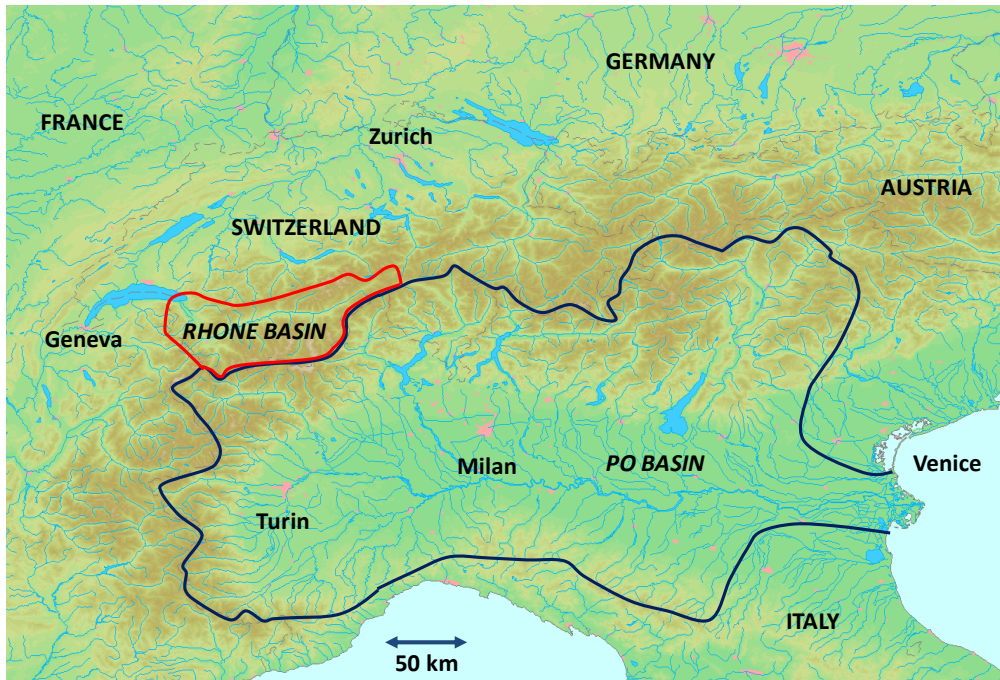 GERMANY
FRANCE
Zurich
AUSTRIA
SWITZERLAND
RHONE BASIN
Geneva
Milan
PO BASIN
Venice
Turin
ITALY
50 km